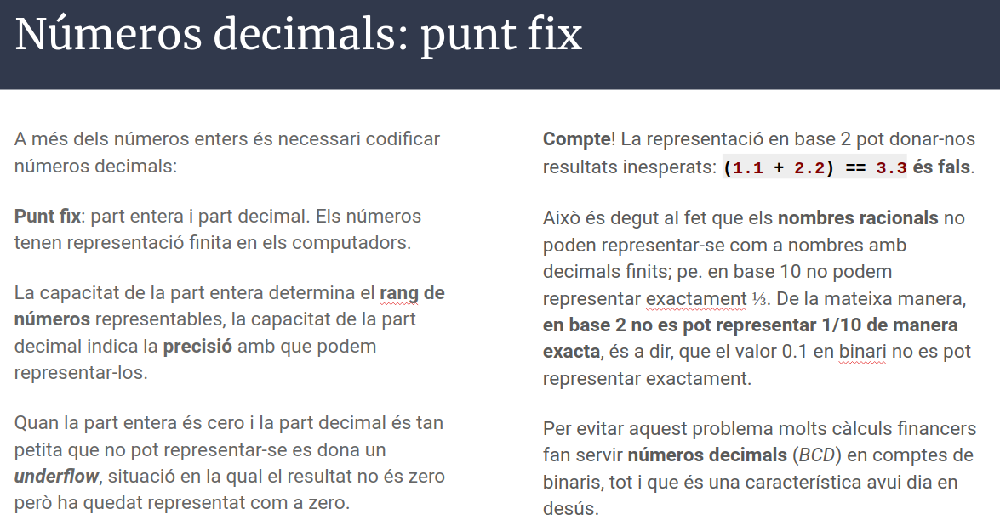 Números decimals: punt fix
A més dels números enters és necessari codificar
números decimals:
Punt fix: part entera i part decimal. Els números
tenen representació finita en els computadors.
La capacitat de la part entera determina el rang de
números representables, la capacitat de la part
decimal indica la precisió amb que podem
representar-los.
Quan la part entera és cero i la part decimal és tan
petita que no pot representar-se es dona un
underflow, situació en la qual el resultat no és zero
però ha quedat representat com a zero.
Compte! La representació en base 2 pot donar-nos
resultats inesperats: (1.1 + 2.2) == 3.3 és fals.
Això és degut al fet que els nombres racionals no
poden representar-se com a nombres amb
decimals finits; pe. en base 10 no podem
representar exactament ⅓. De la mateixa manera,
en base 2 no es pot representar 1/10 de manera
exacta, és a dir, que el valor 0.1 en binari no es pot
representar exactament.
Per evitar aquest problema molts càlculs financers
fan servir números decimals (BCD) en comptes de
binaris, tot i que és una característica avui dia en
desús.